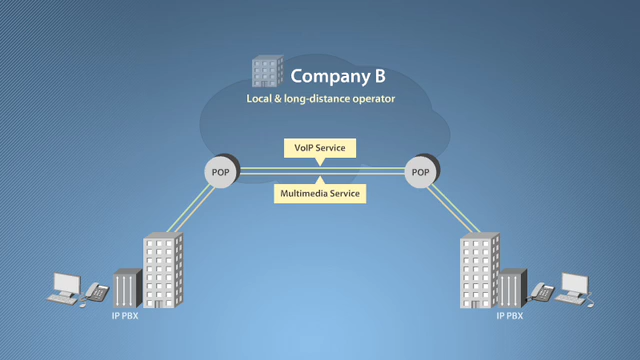 Company B
Local & long-distance operator
VoIP Service
POP
POP
Multimedia Service
IP PBX
IP PBX